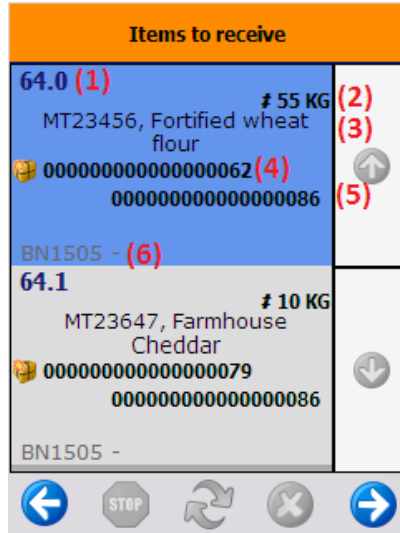 Items to receive
64.0 (1)
≠ 55 KG (2)
MT23456, Fortified wheat (3)
flour
000000000000000062 (4)
000000000000000086 (5)
BN1505 - (6)
64.1
≠ 10 KG
MT23647, Farmhouse
Cheddar
000000000000000079
000000000000000086
BN1505 -
STOP